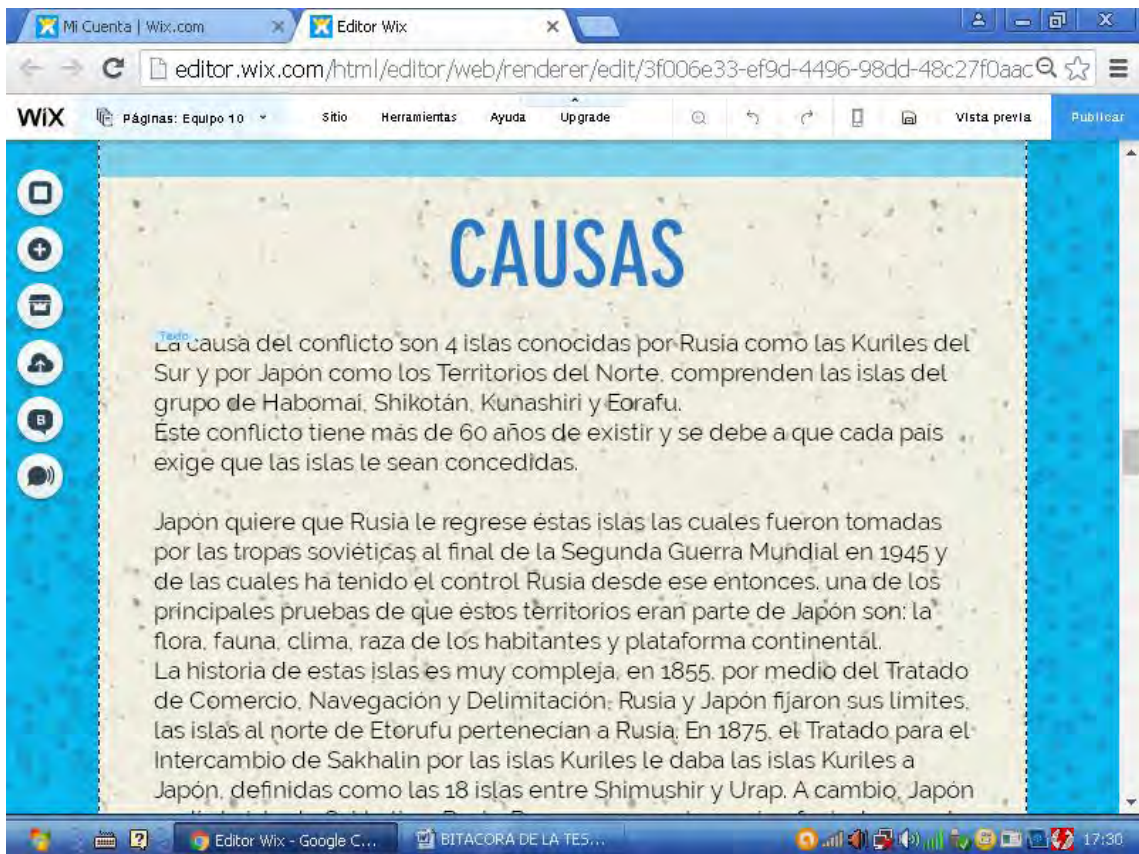 Mi Cuenta | Wix.com
Editor Wix
editor.wix.com/html/editor/web/renderer/edit/3f006e33-ef9d-4496-98dd-48c27f0aac
WiX
Páginas: Equipo 10
Sitio
Herramientas
Ayuda
Upgrade
Vista previa
Publicar
CAUSAS
Texto
La causa del conflicto son 4 islas conocidas por Rusia como las Kuriles del
Sur y por Japón como los Territorios del Norte, comprenden las islas del
grupo de Habomai, Shikotán, Kunashiri y Eorafu.
Éste conflicto tiene más de 60 años de existir y se debe a que cada país
exige que las islas le sean concedidas.
Japón quiere que Rusia le regrese éstas islas las cuales fueron tomadas
por las tropas soviéticas al final de la Segunda Guerra Mundial en 1945 y
de las cuales ha tenido el control Rusia desde ese entonces, una de los
principales pruebas de que éstos territorios eran parte de Japón son: la
flora, fauna, clima, raza de los habitantes y plataforma continental.
La historia de estas islas es muy compleja, en 1855, por medio del Tratado
de Comercio, Navegación y Delimitación, Rusia y Japón fijaron sus límites,
las islas al norte de Etorufu pertenecían a Rusia. En 1875, el Tratado para el
Intercambio de Sakhalin por las islas Kuriles le daba las islas Kuriles a
Japón, definidas como las 18 islas entre Shimushir y Urap. A cambio, Japón
Editor Wix - Google C...
BITACORA DE LA TES...
17:30